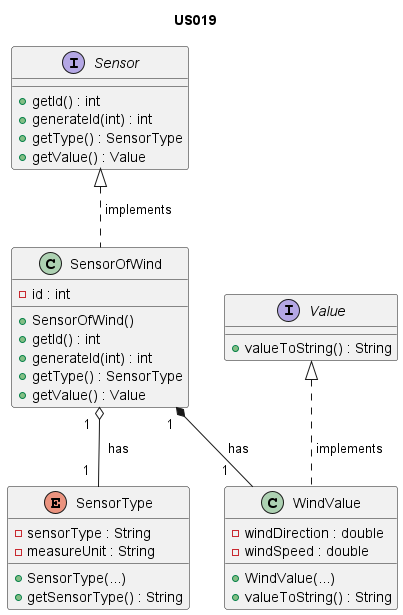 US019
I Sensor
getId() : int
generateId(int) : int
getType() : SensorType
getValue() : Value
implements
C SensorOfWind
id : int
SensorOfWind()
getId() : int
generateId(int) : int
getType() : SensorType
getValue() : Value
I Value
valueToString() : String
1
1
has
has
implements
1
1
E SensorType
sensorType : String
measureUnit : String
SensorType(...)
getSensorType() : String
C WindValue
windDirection : double
windSpeed : double
WindValue(...)
valueToString() : String